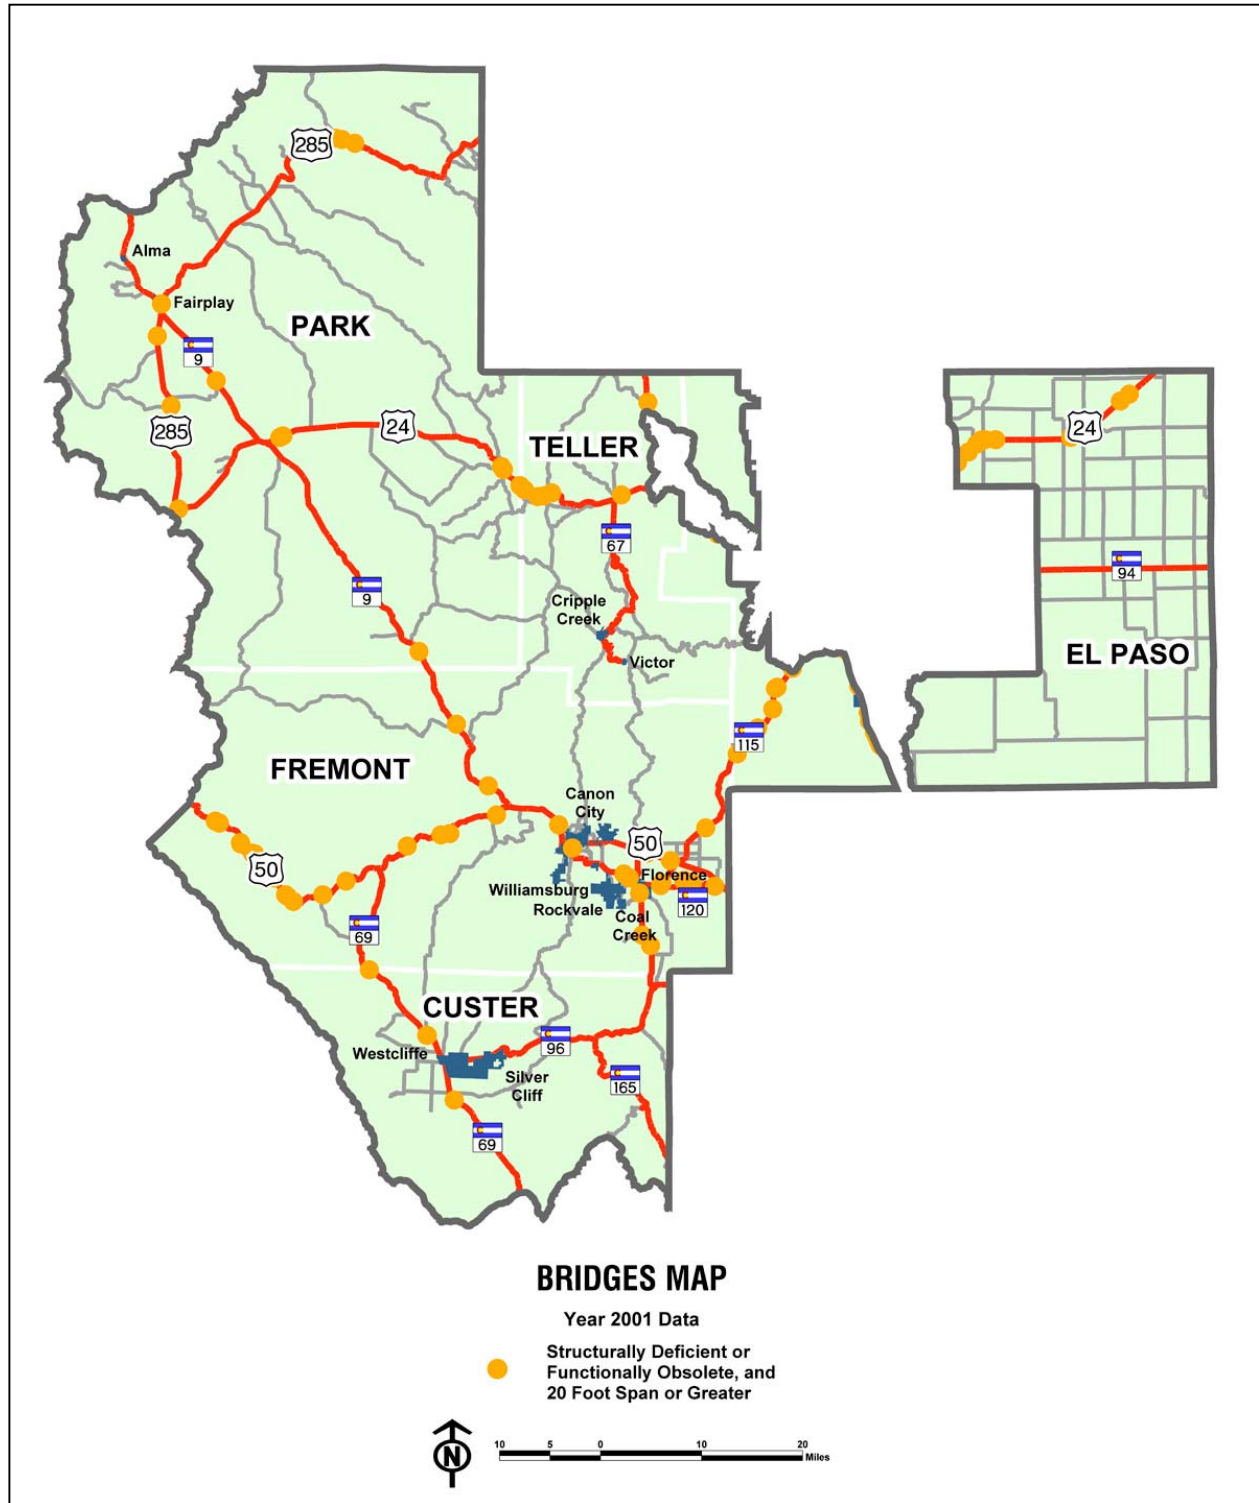 285
Alma
Fairplay
PARK
9
285
24
TELLER
24
67
9
94
Cripple
Creek
Victor
EL PASO
115
FREMONT
Canon
City
50
50
Florence
Williamsburg
Rockvale
120
Coal
Creek
69
CUSTER
96
Westcliffe
Silver
Cliff
165
69
BRIDGES MAP
Year 2001 Data
Structurally Deficient or
Functionally Obsolete, and
20 Foot Span or Greater
N
10 5 0 10 20
Miles